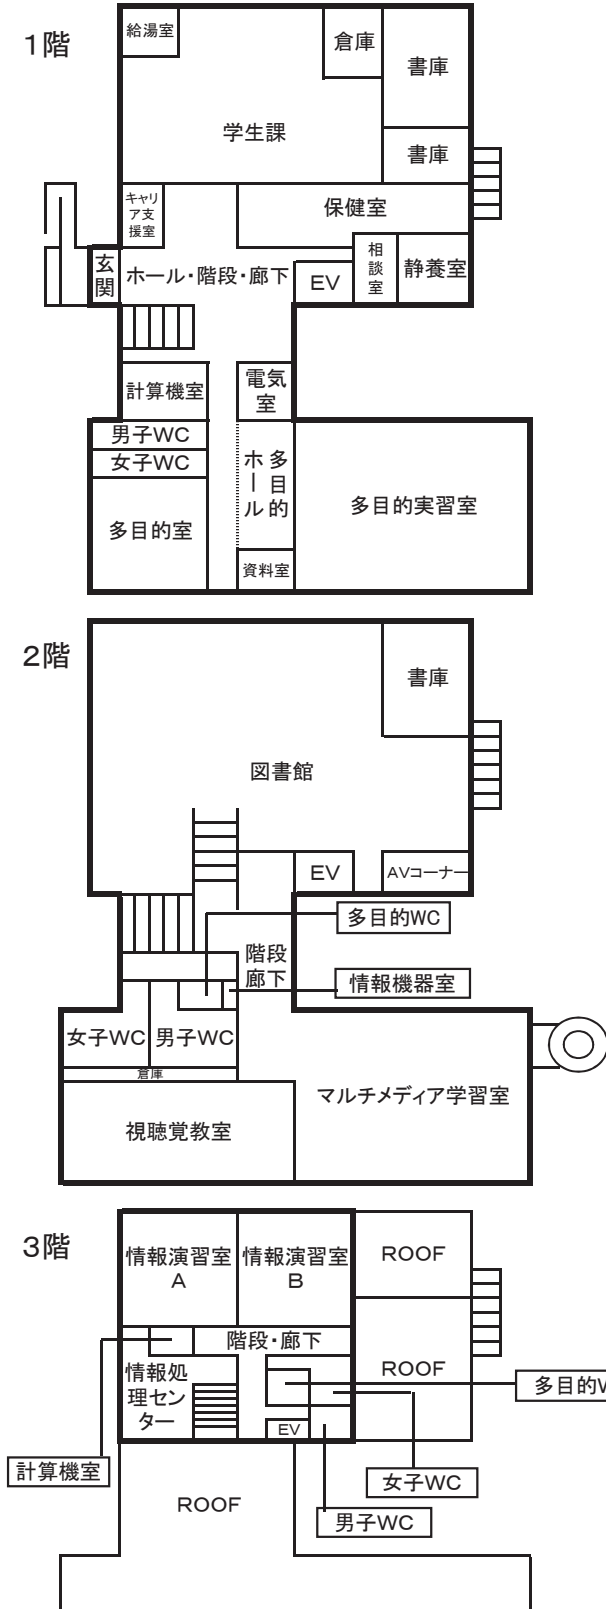 1階
給湯室
倉庫
書庫
学生課
書庫
キャリ
ア支
援室
保健室
玄
関
ホール・階段・廊下
EV
相
談
室
静養室
計算機室
電気
室
男子WC
女子WC
多目的
ホール
多目的室
多目的実習室
資料室
2階
書庫
図書館
EV
AVコーナー
多目的WC
階段
廊下
情報機器室
女子WC
男子WC
倉庫
マルチメディア学習室
視聴覚教室
3階
情報演習室
A
情報演習室
B
ROOF
階段・廊下
ROOF
情報処
理セン
ター
多目的W
EV
計算機室
女子WC
ROOF
男子WC